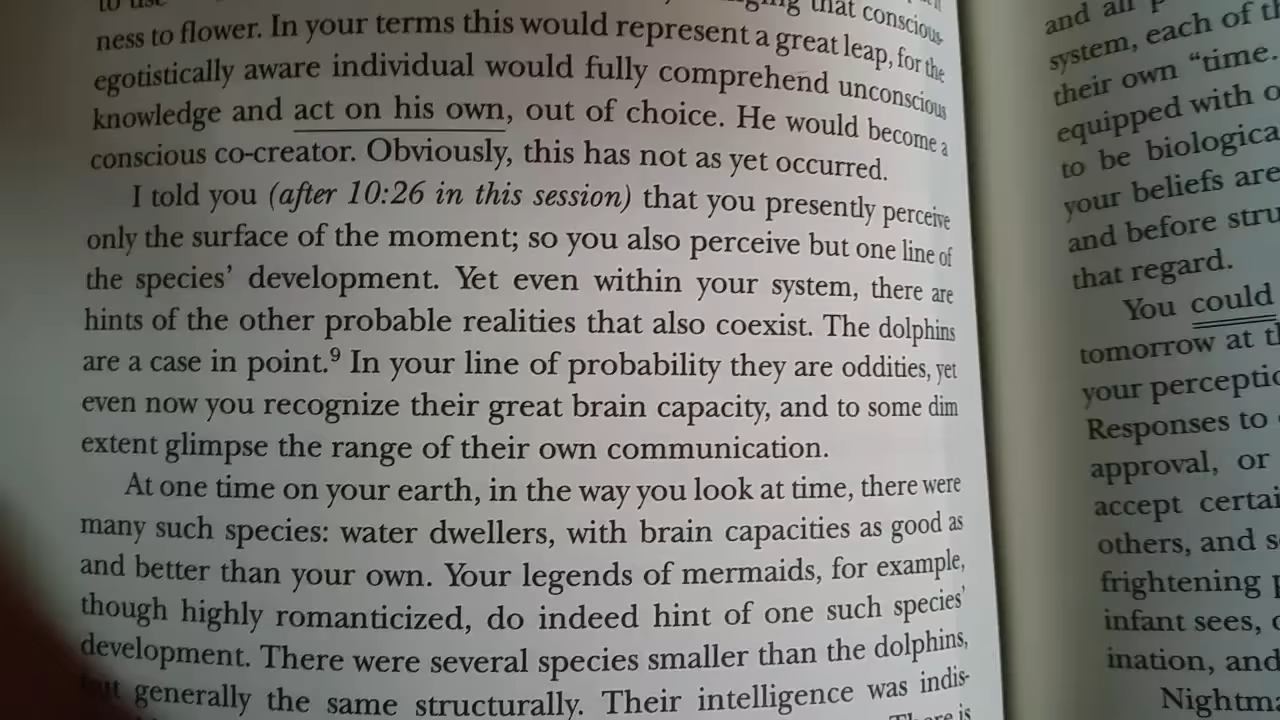 to use
that conscious-
ness to flower. In your terms this would represent a great leap, for the
egotistically aware individual would fully comprehend unconscious
knowledge and act on his own, out of choice. He would become a
conscious co-creator. Obviously, this has not as yet occurred.
I told you (after 10:26 in this session) that you presently perceive
only the surface of the moment; so you also perceive but one line of
the species’ development. Yet even within your system, there are
hints of the other probable realities that also coexist. The dolphins
are a case in point.⁹ In your line of probability they are oddities, yet
even now you recognize their great brain capacity, and to some dim
extent glimpse the range of their own communication.
At one time on your earth, in the way you look at time, there were
many such species: water dwellers, with brain capacities as good as
and better than your own. Your legends of mermaids, for example,
though highly romanticized, do indeed hint of one such species’
development. There were several species smaller than the dolphins,
generally the same structurally. Their intelligence was indis-
There is
and all
system, each of
their own “time.
equipped with
to be
your beliefs are
and before
that regard.
You could
tomorrow at
your
Responses to
approval, or
accept
others, and
frightening
infant sees,
and